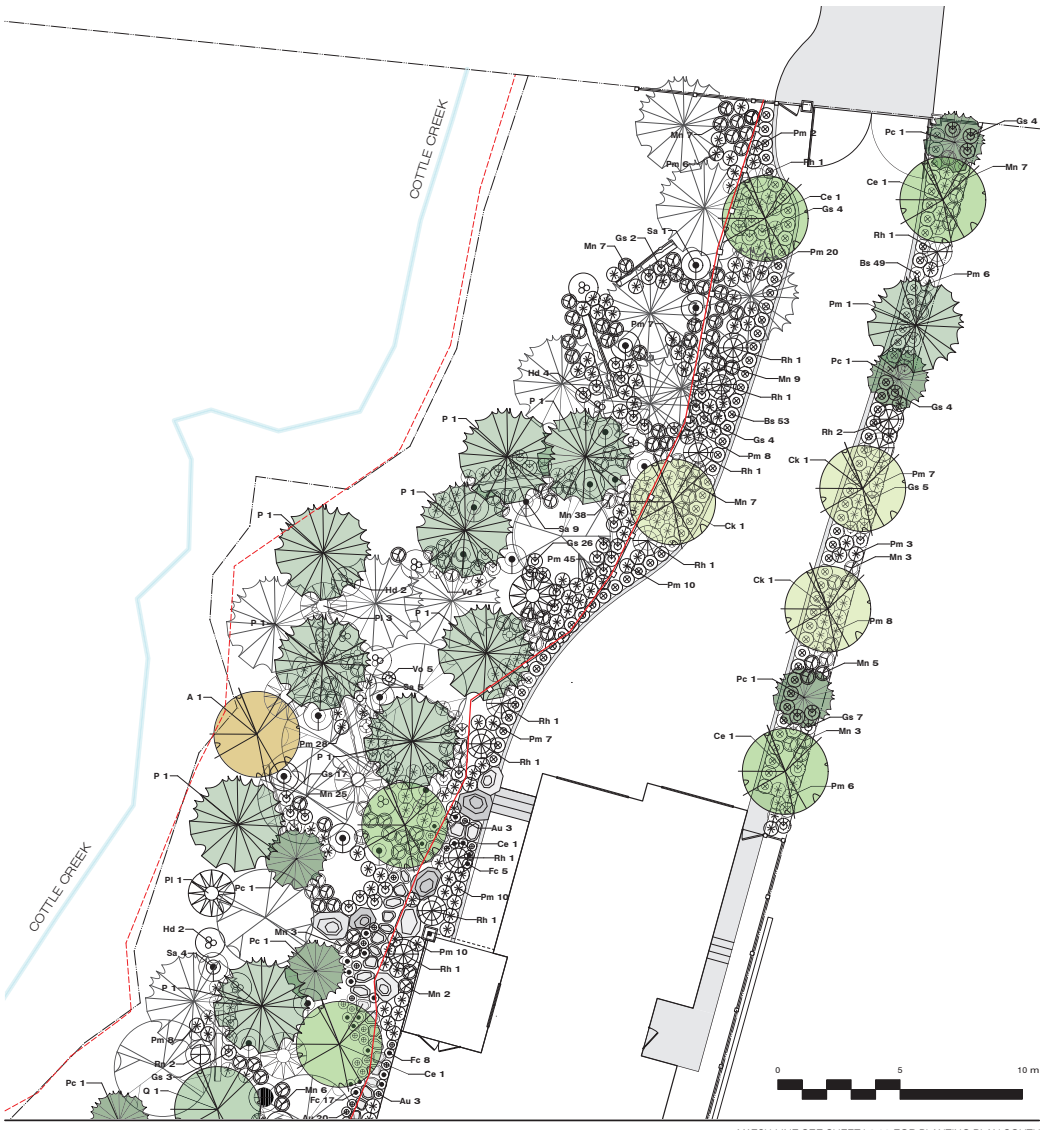 COTTLE CREEK
Gs 4
Pc 1
Pm 2
Mn 7
Pm 6
Rh 1
Mn 7
Ce 1
Ce 1
Gs 4
Sa 1
Rh 1
Gs 2
Mn 7
Pm 20
Bs 49
Pm 6
Pm 1
Pm 7
Rh 1
Pc 1
Hd 4
Mn 9
Rh 1
P 1
Gs 4
P 1
Bs 53
Rh 2
Gs 4
Pm 8
Ck 1
Rh 1
Pm 7
Gs 5
P 1
Mn 7
P 1
Mn 38
Ck 1
Sa 9
Gs 26
Pm 3
Pm 45
Mn 3
Rh 1
Ck 1
Pm 10
Hd 2
Vo 2
P 1
Pl 3
P 1
Pm 8
Vo 5
Mn 5
Pc 1
Sa 5
A 1
Rh 1
Gs 7
Mn 3
Pm 7
Ce 1
Pm 28
P 1
Rh 1
P 1
Gs 17
Mn 25
Pm 6
Au 3
Ce 1
COTTLE CREEK
Rh 1
Fc 5
Pl 1
Pc 1
Pm 10
Rh 1
Hd 2
Mn 3
Pc 1
Sa 4
Pm 10
Rh 1
P 1
Mn 2
Pm 8
Fc 8
Rn 2
Ce 1
Gs 3
Pc 1
Q 1
Mn 6
Fc 17
Au 3
Au 20
0 5 10 m